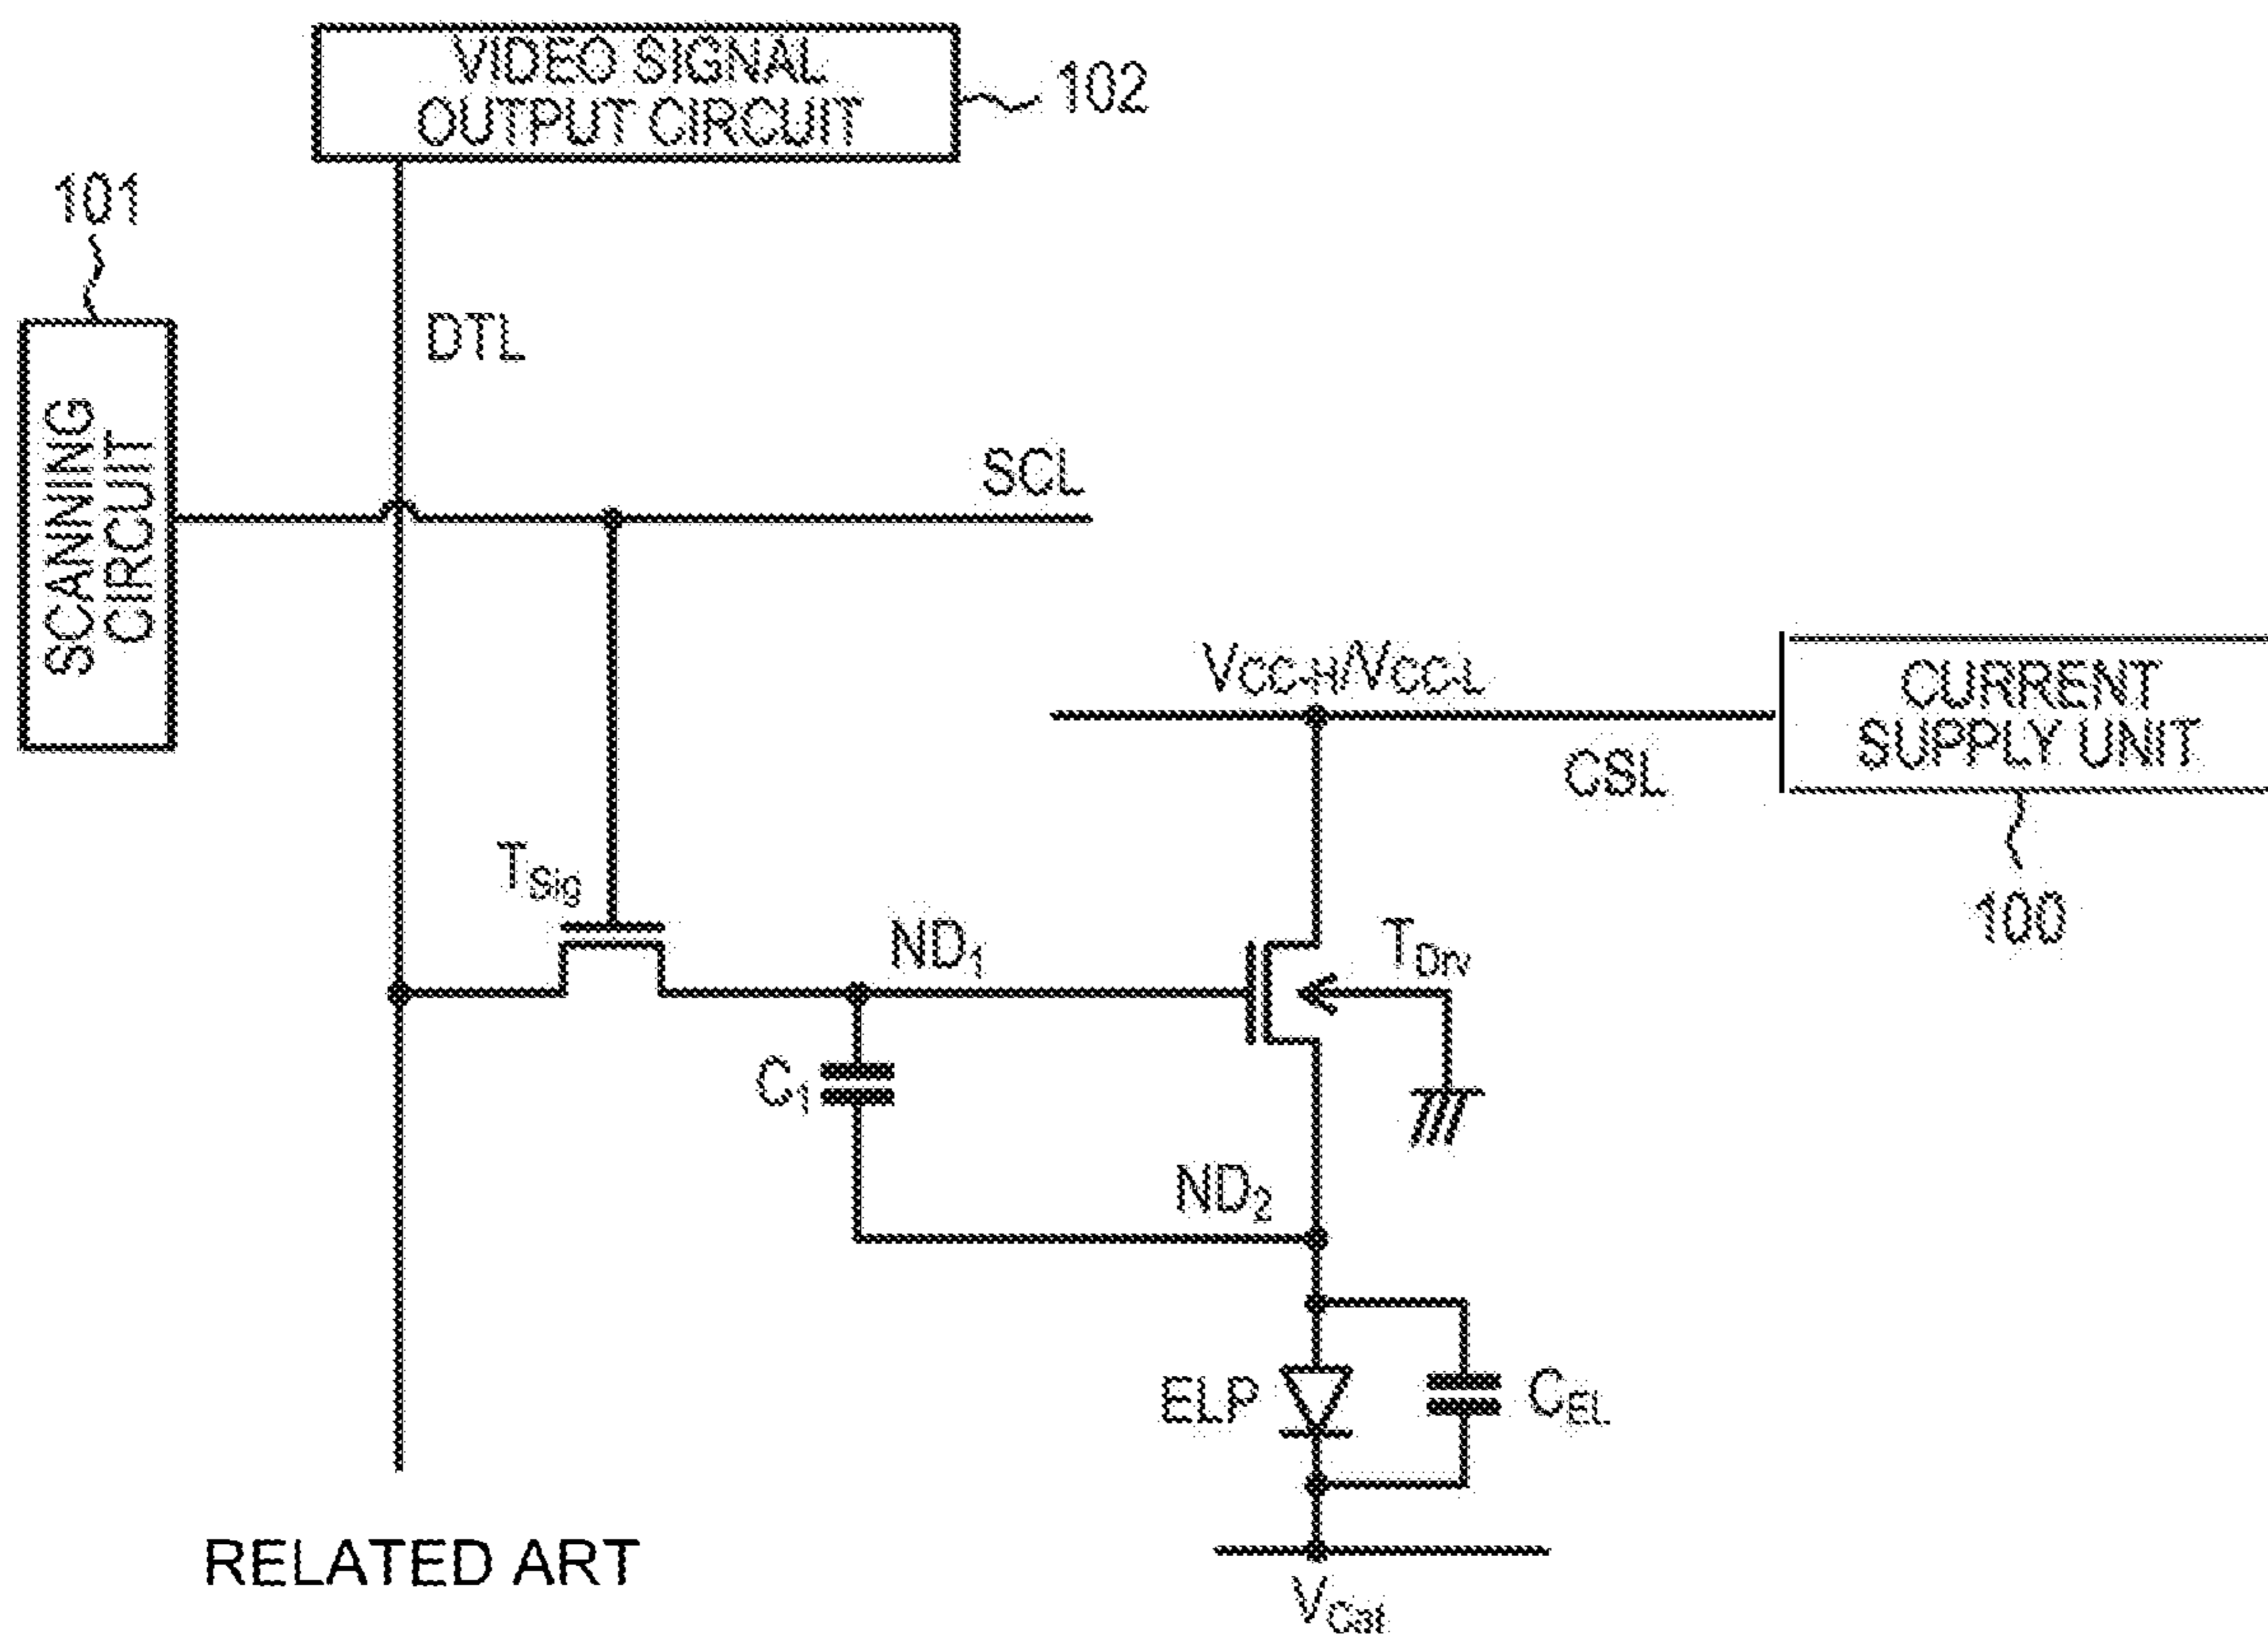 VIDEO SIGNAL
OUTPUT CIRCUIT
102
101
DTL
SCANNING
CIRCUIT
SCL
VCC-H/VCC-L
CURRENT
SUPPLY UNIT
CSL
TSig
100
ND1
TDrv
C1
ND2
ELP
CEL
RELATED ART
VCat